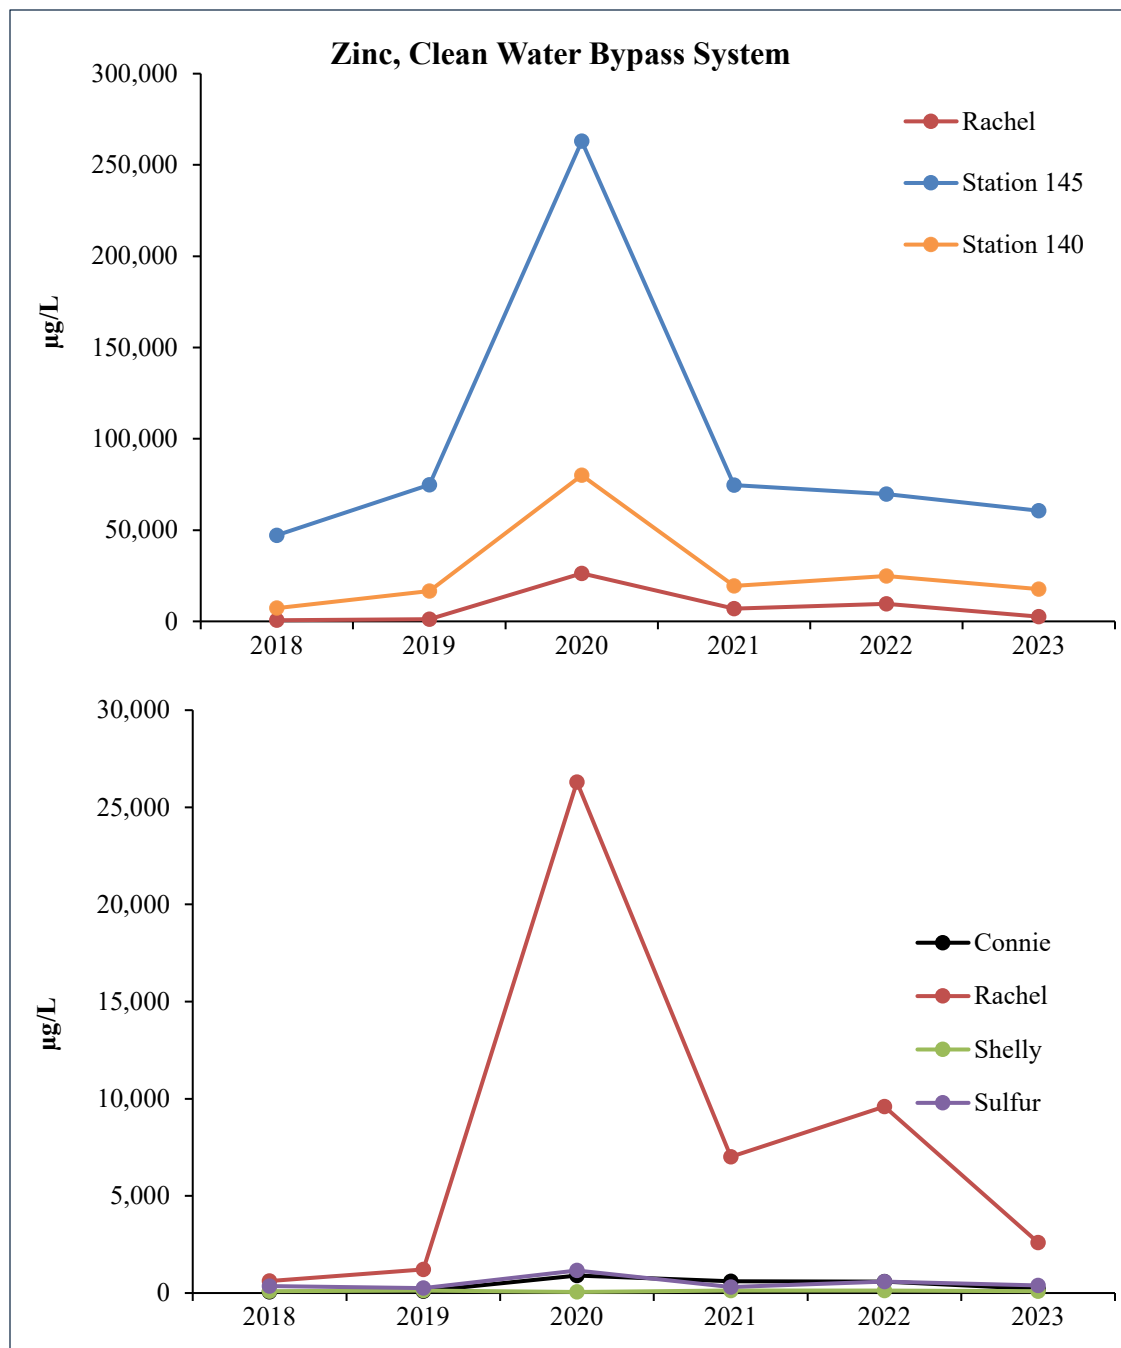 Zinc, Clean Water Bypass System
300,000
250,000
200,000
150,000
100,000
50,000
0
µg/L
Rachel
Station 145
Station 140
2018 2019 2020 2021 2022 2023
30,000
25,000
20,000
15,000
10,000
5,000
0
µg/L
Connie
Rachel
Shelly
Sulfur
2018 2019 2020 2021 2022 2023